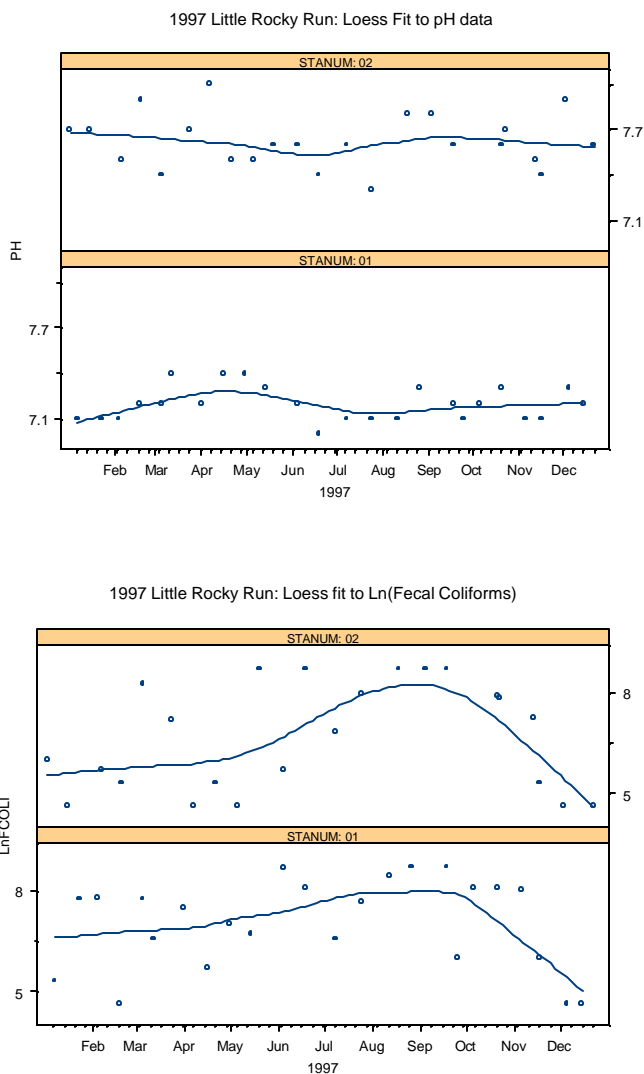 1997 Little Rocky Run: Loess Fit to pH data
STANUM: 02
7.7
7.1
PH
STANUM: 01
7.7
7.1
Feb Mar Apr May Jun Jul Aug Sep Oct Nov Dec
1997
1997 Little Rocky Run: Loess fit to Ln(Fecal Coliforms)
STANUM: 02
8
5
LnFCOLI
STANUM: 01
8
5
Feb Mar Apr May Jun Jul Aug Sep Oct Nov Dec
1997